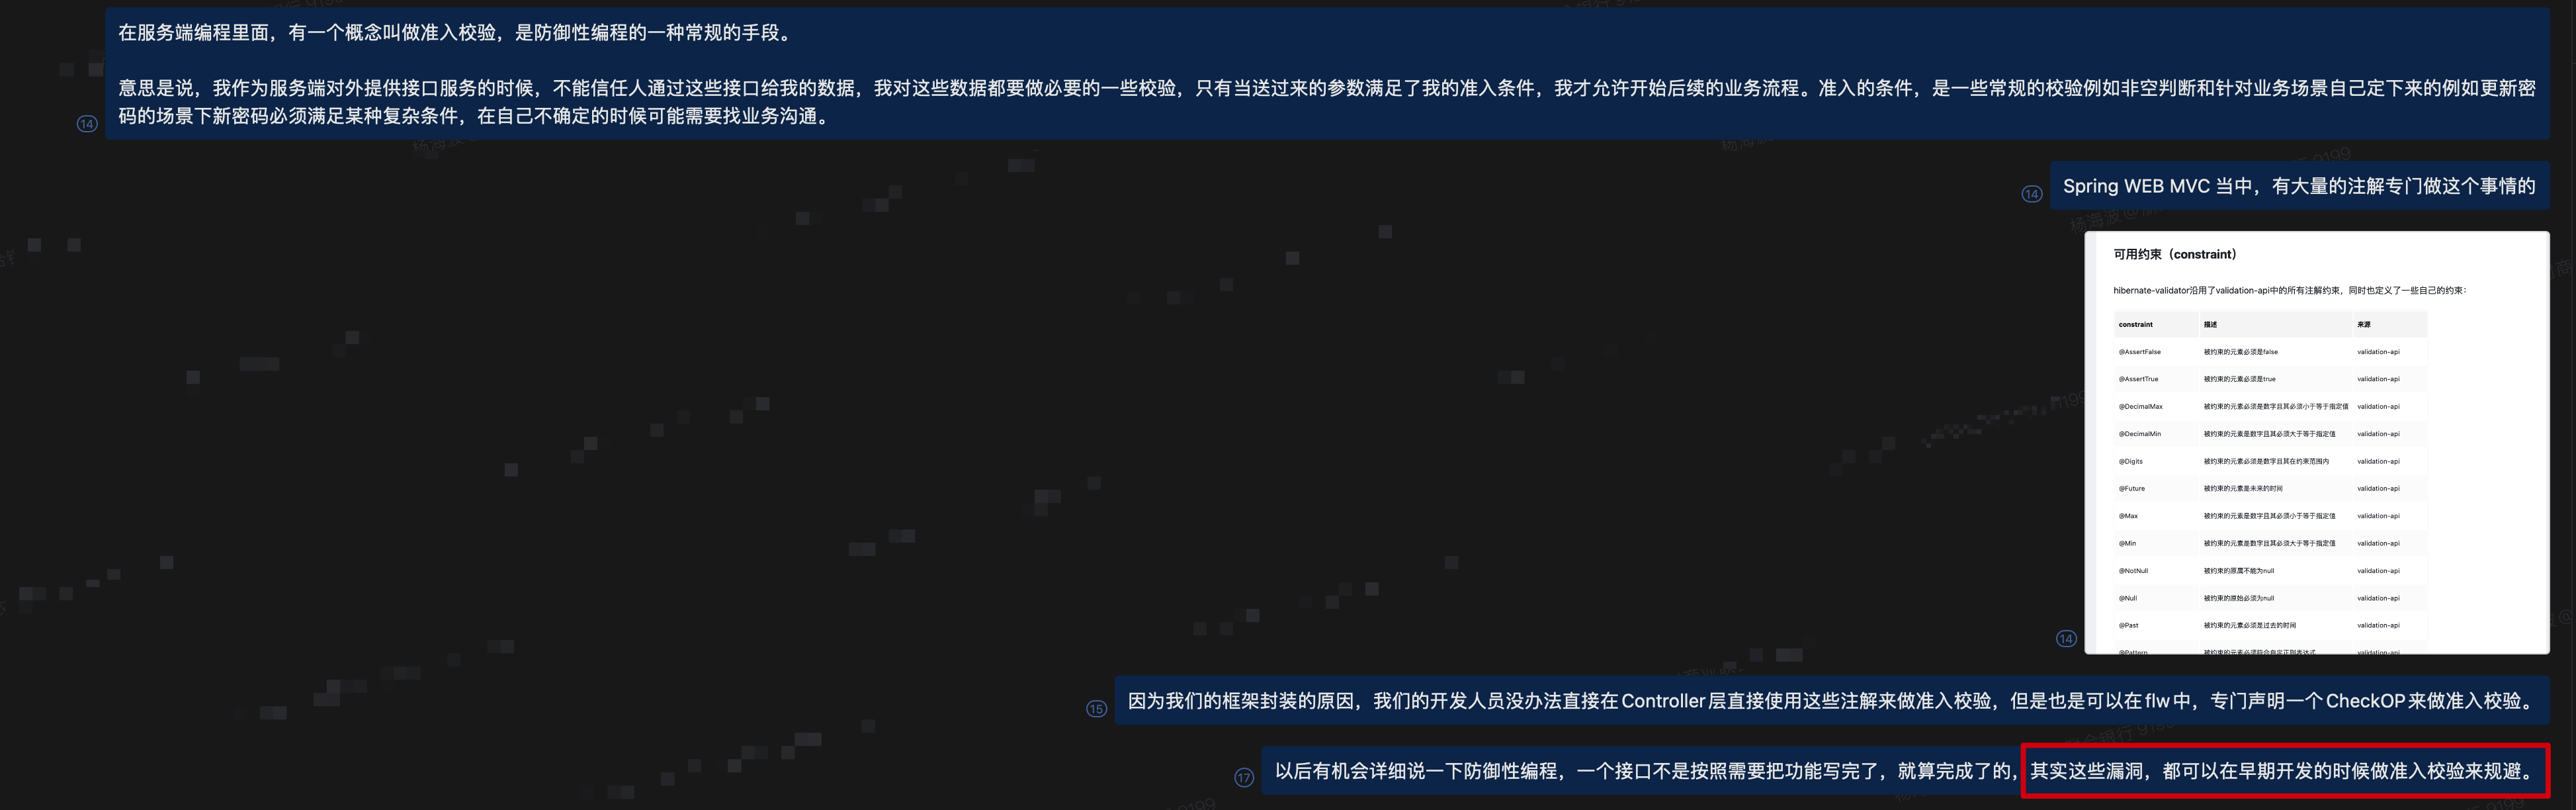 在服务端编程里面，有一个概念叫做准入校验，是防御性编程的一种常规的手段。
意思是说，我作为服务端对外提供接口服务的时候，不能信任人通过这些接口给我的数据，我对这些数据都要做必要的一些校验，只有当送过来的参数满足了我的准入条件，我才允许开始后续的业务流程。准入的条件，是一些常规的校验例如非空判断和针对业务场景自己定下来的例如更新密
码的场景下新密码必须满足某种复杂条件，在自己不确定的时候可能需要找业务沟通。
14
Spring WEB MVC 当中，有大量的注解专门做这个事情的
14
可用约束（constraint）
hibernate-validator沿用了validation-api中的所有注解约束，同时也定义了一些自己的约束：
constraint 描述 来源
@AssertFalse 被约束的元素必须是false validation-api
@AssertTrue 被约束的元素必须是true validation-api
@DecimalMax 被约束的元素必须是数字且其必须小于等于指定值 validation-api
@DecimalMin 被约束的元素是数字且其必须大于等于指定值 validation-api
@Digits 被约束的元素必须是数字且其在约束范围内 validation-api
@Future 被约束的元素是未来的时间 validation-api
@Max 被约束的元素是数字且其必须小于等于指定值 validation-api
@Min 被约束的元素是数字且其必须大于等于指定值 validation-api
@NotNull 被约束的原属不能为null validation-api
@Null 被约束的原始必须为null validation-api
@Past 被约束的元素必须是过去的时间 validation-api
@Pattern 被约束的元素必须符合自定正则表达式 validation-api
14
因为我们的框架封装的原因，我们的开发人员没办法直接在Controller层直接使用这些注解来做准入校验，但是也是可以在flw中，专门声明一个CheckOP来做准入校验。
15
以后有机会详细说一下防御性编程，一个接口不是按照需要把功能写完了，就算完成了的，其实这些漏洞，都可以在早期开发的时候做准入校验来规避。
17